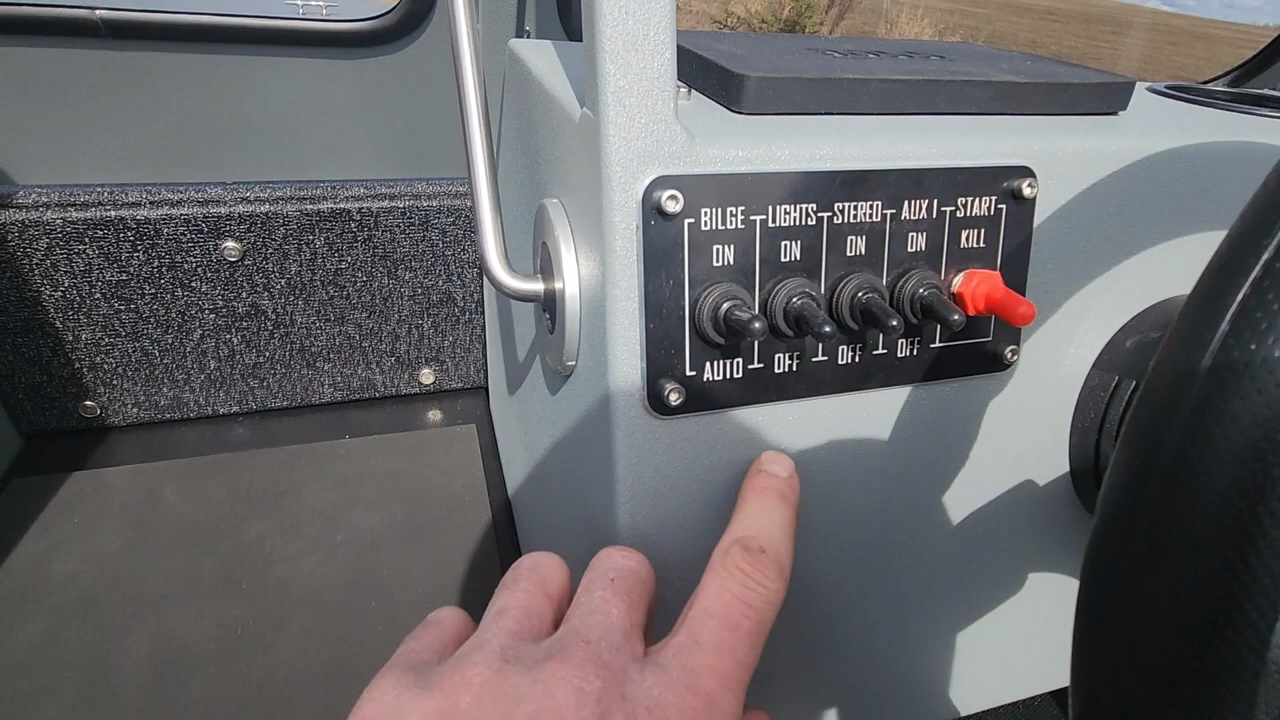 BILGE LIGHTS STEREO AUX 1 START
ON ON ON ON KILL
AUTO OFF OFF OFF